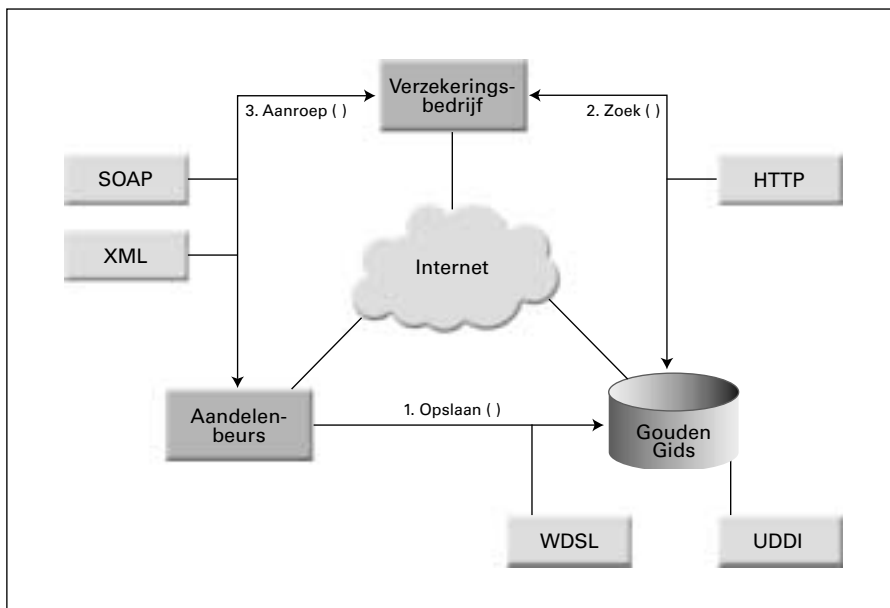 Verzekerings-
bedrijf
3. Aanroep ( )
2. Zoek ( )
SOAP
HTTP
XML
Internet
Aandelen-
beurs
1. Opslaan ( )
Gouden
Gids
WDSL
UDDI